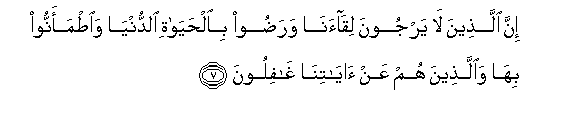 إِنَّ ٱلَّذِينَ لَا يَرْجُونَ لِقَآءَنَا وَرَضُوا۟ بِٱلْحَيَوٰةِ ٱلدُّنْيَا وَٱطْمَأَنُّوا۟
بِهَا وَٱلَّذِينَ هُمْ عَنْ ءَايَـٰتِنَا غَـٰفِلُونَ ﴿٧﴾